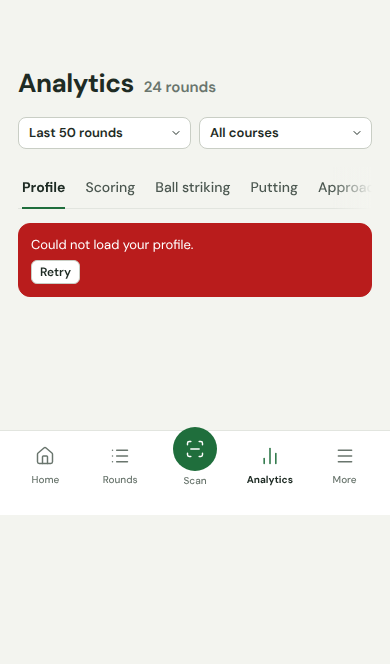 Analytics 24 rounds
Last 50 rounds All courses
Profile Scoring Ball striking Putting
Could not load your profile.
Retry
Home Rounds Scan Analytics More